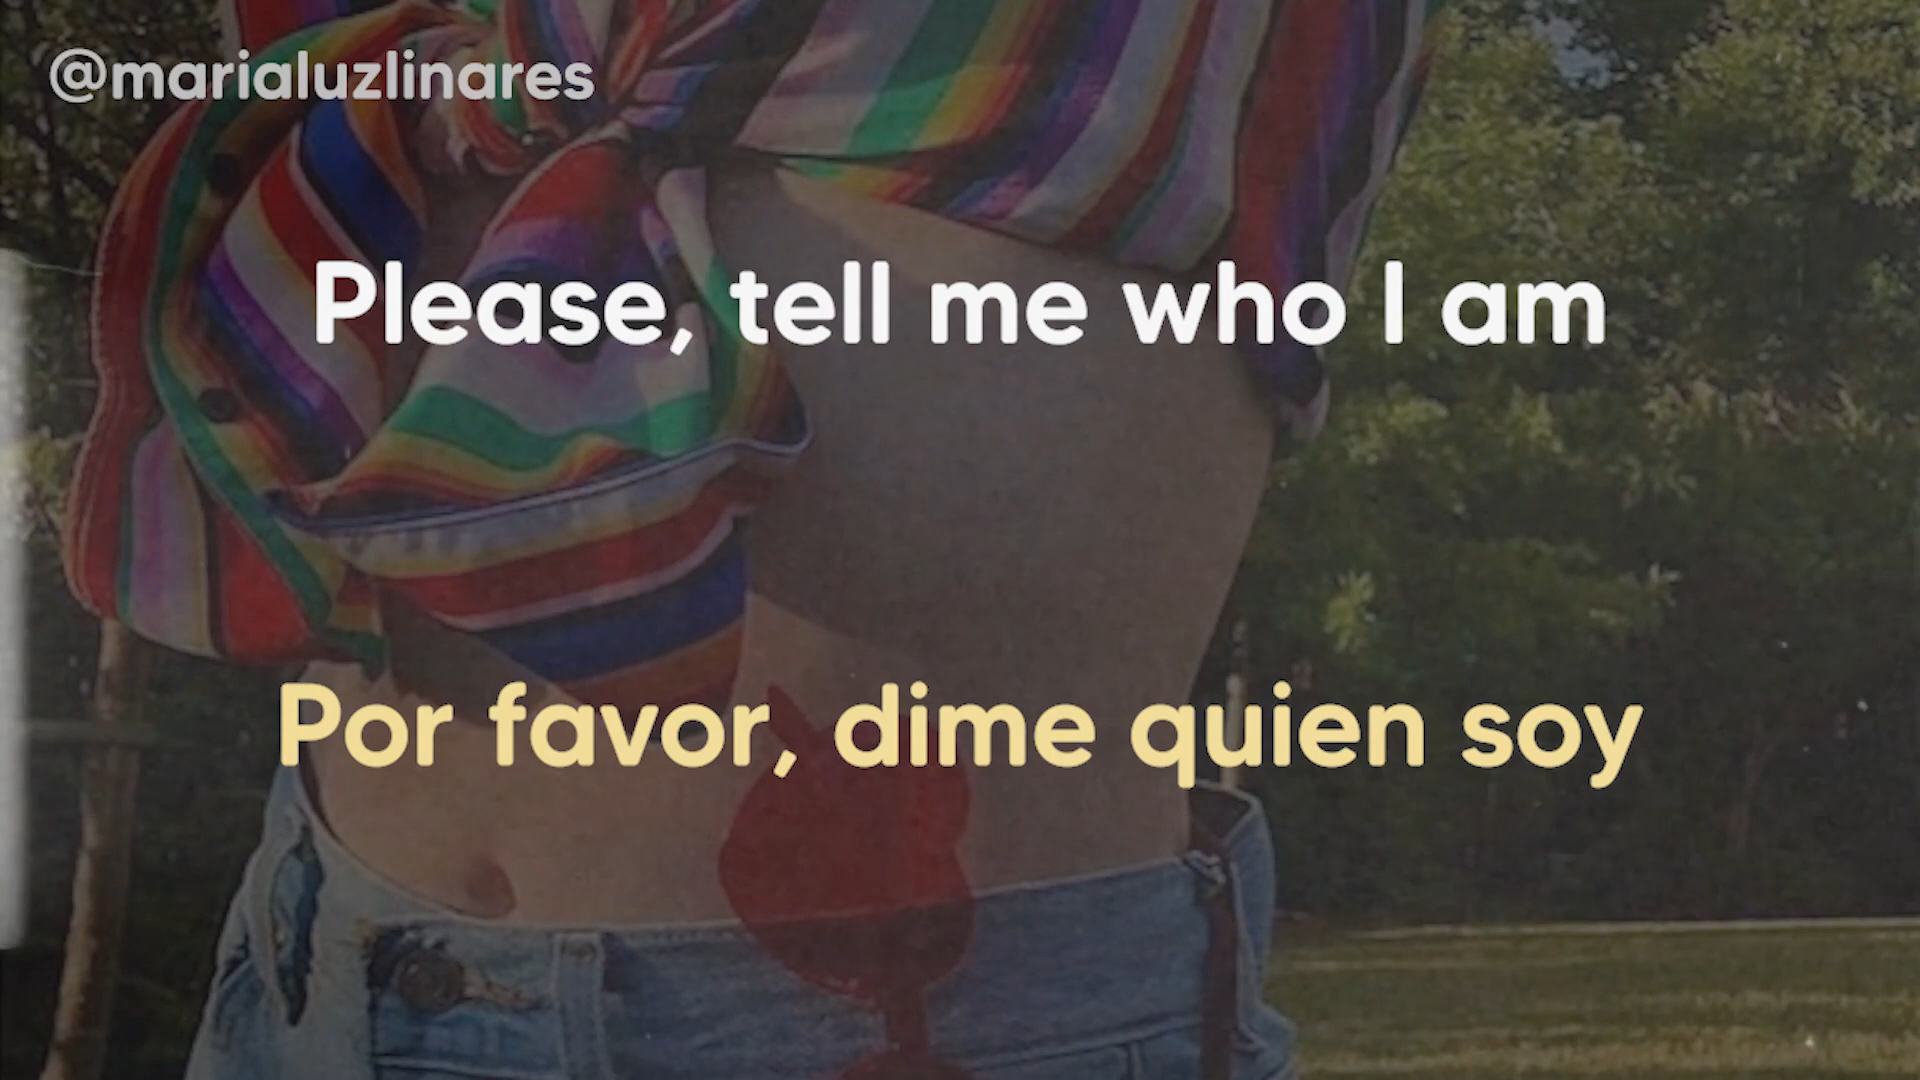 @marialuzlinares
Please, tell me who I am
Por favor, dime quien soy